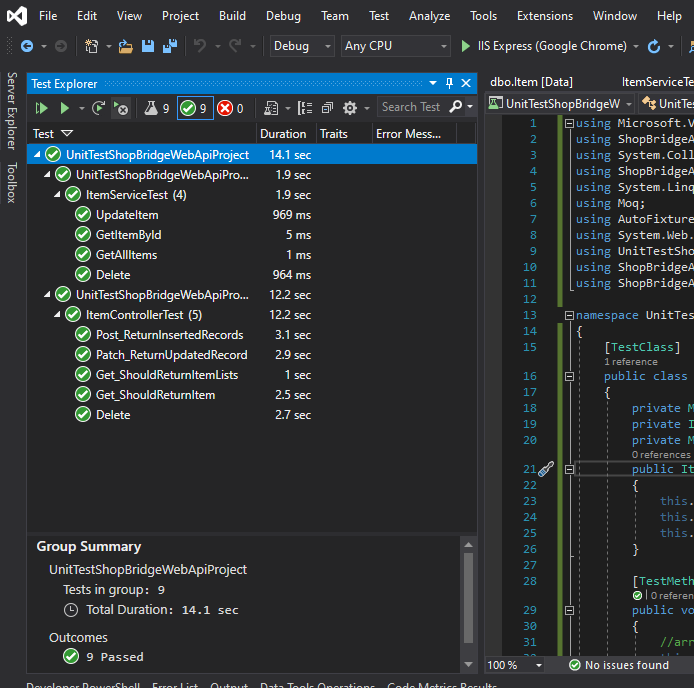 File Edit View Project Build Debug Team Test Analyze Tools Extensions Window Help
Debug Any CPU IIS Express (Google Chrome)
Server Explorer
Toolbox
Test Explorer
9 9 0 Search Test
Test Duration Traits Error Mess...
UnitTestShopBridgeWebApiProject 14.1 sec
UnitTestShopBridgeWebApiPro... 1.9 sec
ItemServiceTest (4) 1.9 sec
UpdateItem 969 ms
GetItemById 5 ms
GetAllItems 1 ms
Delete 964 ms
UnitTestShopBridgeWebApiPro... 12.2 sec
ItemControllerTest (5) 12.2 sec
Post_ReturnInsertedRecords 3.1 sec
Patch_ReturnUpdatedRecord 2.9 sec
Get_ShouldReturnItemLists 1 sec
Get_ShouldReturnItem 2.5 sec
Delete 2.7 sec
Group Summary
UnitTestShopBridgeWebApiProject
Tests in group: 9
Total Duration: 14.1 sec
Outcomes
9 Passed
dbo.Item [Data] ItemServiceTe
UnitTestShopBridgeW UnitTes
1 using Microsoft.V
2 using ShopBridgeA
3 using System.Coll
4 using ShopBridgeA
5 using System.Linq
6 using Moq;
7 using AutoFixture
8 using System.Web.
9 using UnitTestSho
10 using ShopBridgeA
11 using ShopBridgeA
12
13 namespace UnitTes
14 {
15 [TestClass]
1 reference
16 public class
17 {
18 private M
19 private I
20 private M
0 references
21 public It
22 {
23 this.
24 this.
25 this.
26 }
27
28 [TestMeth
0 referen
29 public vo
30 {
31 //arr
32
100 % No issues found
Developer PowerShell Error List Output Data Tools Operations Code Metrics Results